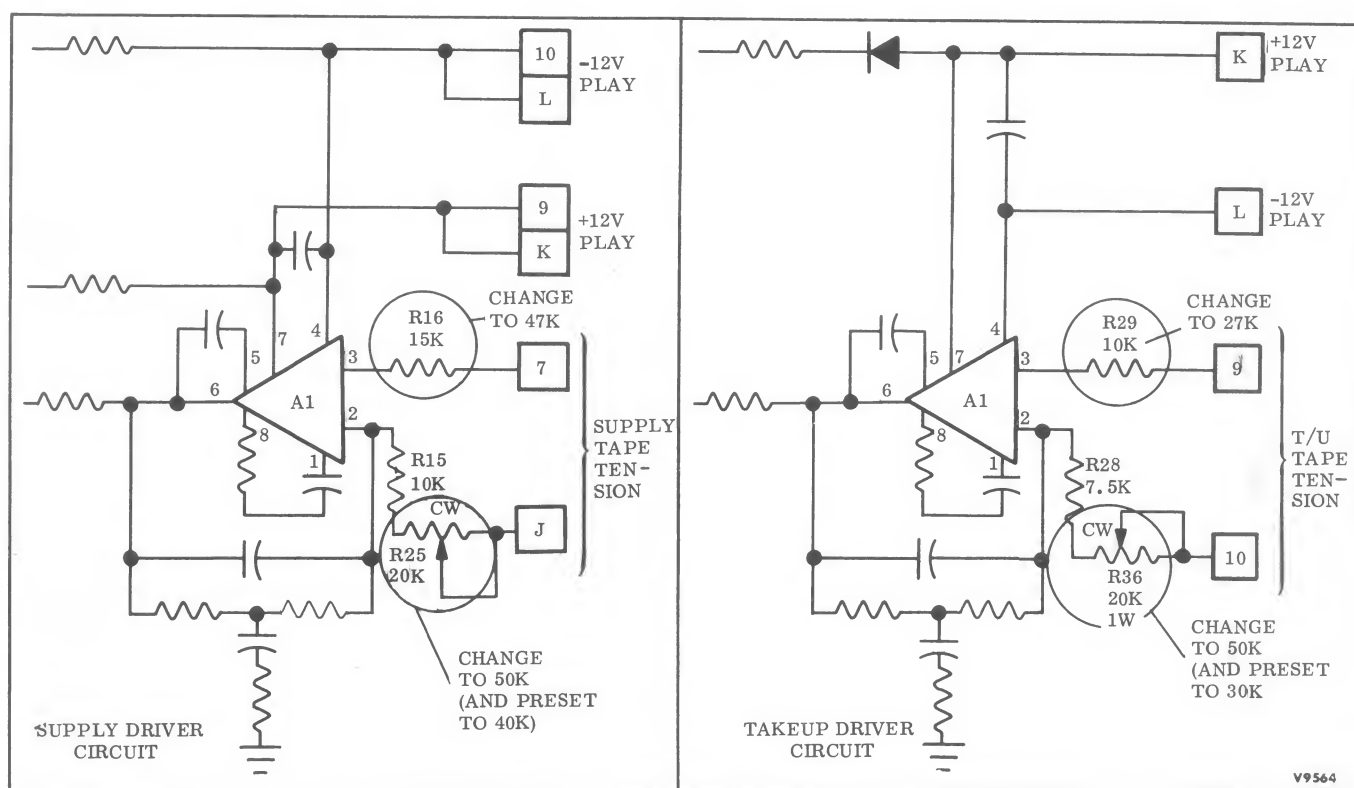 10
-12V
PLAY
L
9
+12V
PLAY
K
CHANGE
TO 47K
R16
15K
7
4
3
7
5
6
A1
2
8
1
R15
10K
CW
J
R25
20K
SUPPLY
TAPE
TEN-
SION
CHANGE
TO 50K
(AND PRESET
TO 40K)
SUPPLY DRIVER
CIRCUIT
K
+12V
PLAY
L
-12V
PLAY
CHANGE
TO 27K
R29
10K
9
4
3
7
5
6
A1
2
8
1
R28
7.5K
CW
10
R36
20K
1W
T/U
TAPE
TEN-
SION
CHANGE
TO 50K
(AND PRESET
TO 30K
TAKEUP DRIVER
CIRCUIT
V9564